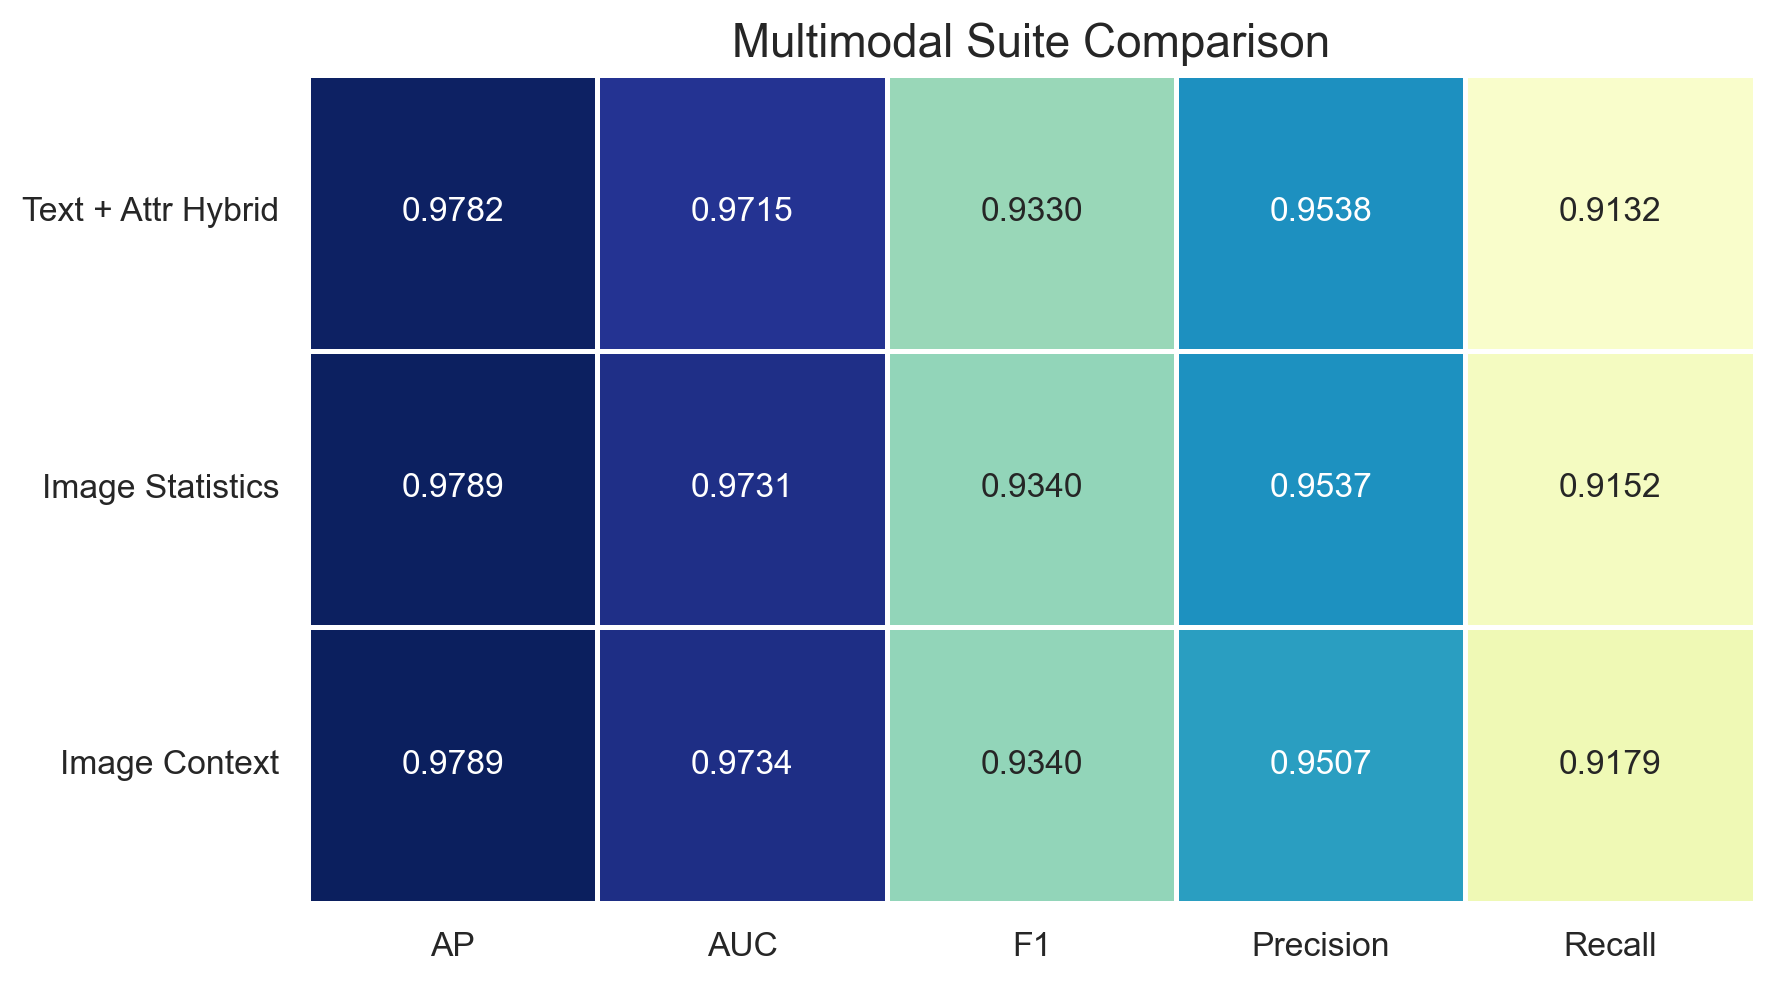 Multimodal Suite Comparison
Text + Attr Hybrid 0.9782 0.9715 0.9330 0.9538 0.9132
Image Statistics 0.9789 0.9731 0.9340 0.9537 0.9152
Image Context 0.9789 0.9734 0.9340 0.9507 0.9179
AP AUC F1 Precision Recall